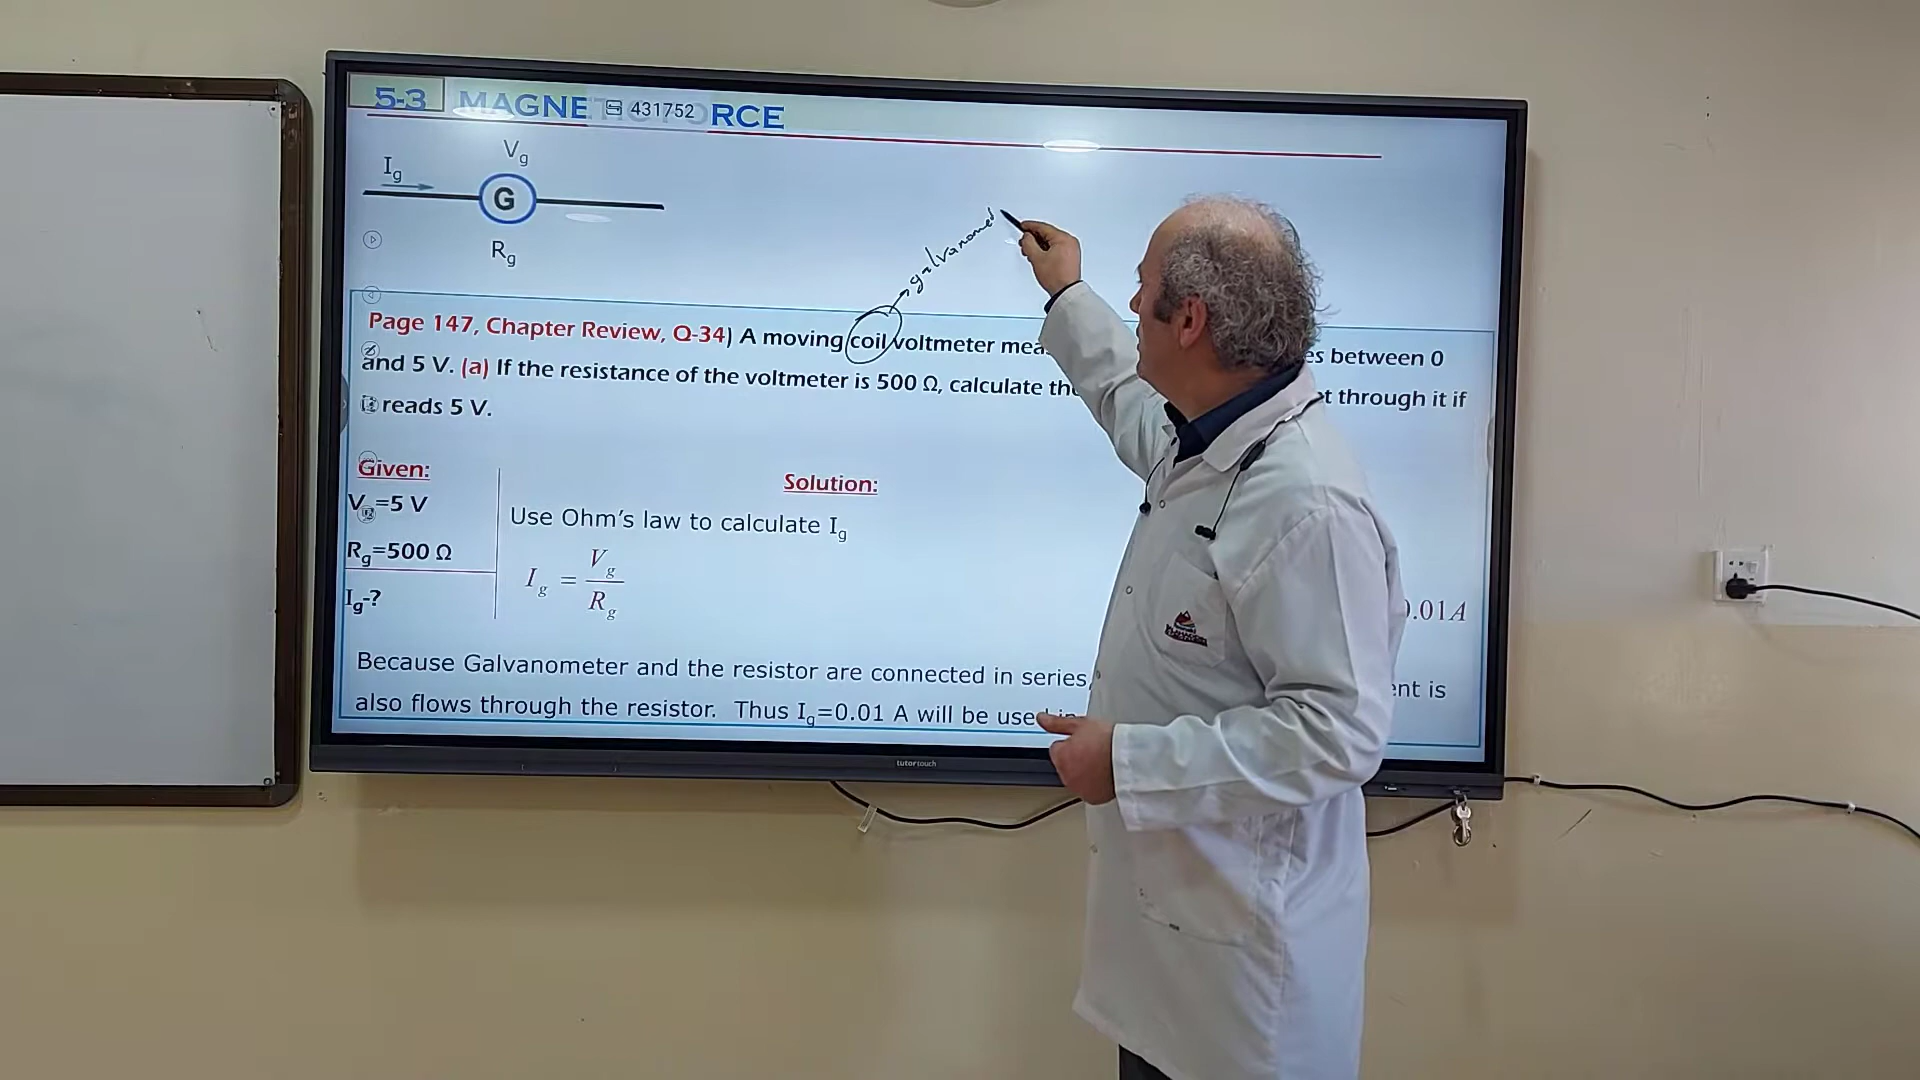 5-3 MAGNE 431752 RCE
Vg
Ig
G
Rg
galvanomed
Page 147, Chapter Review, Q-34) A moving coil voltmeter mea es between 0
and 5 V. (a) If the resistance of the voltmeter is 500 Ω, calculate the t through it if
reads 5 V.
Given:
Solution:
V =5 V
Use Ohm's law to calculate Ig
Rg=500 Ω
Ig = Vg / Rg
Ig-?
0.01A
Because Galvanometer and the resistor are connected in series, ent is
also flows through the resistor. Thus Ig=0.01 A will be used in
tutortouch